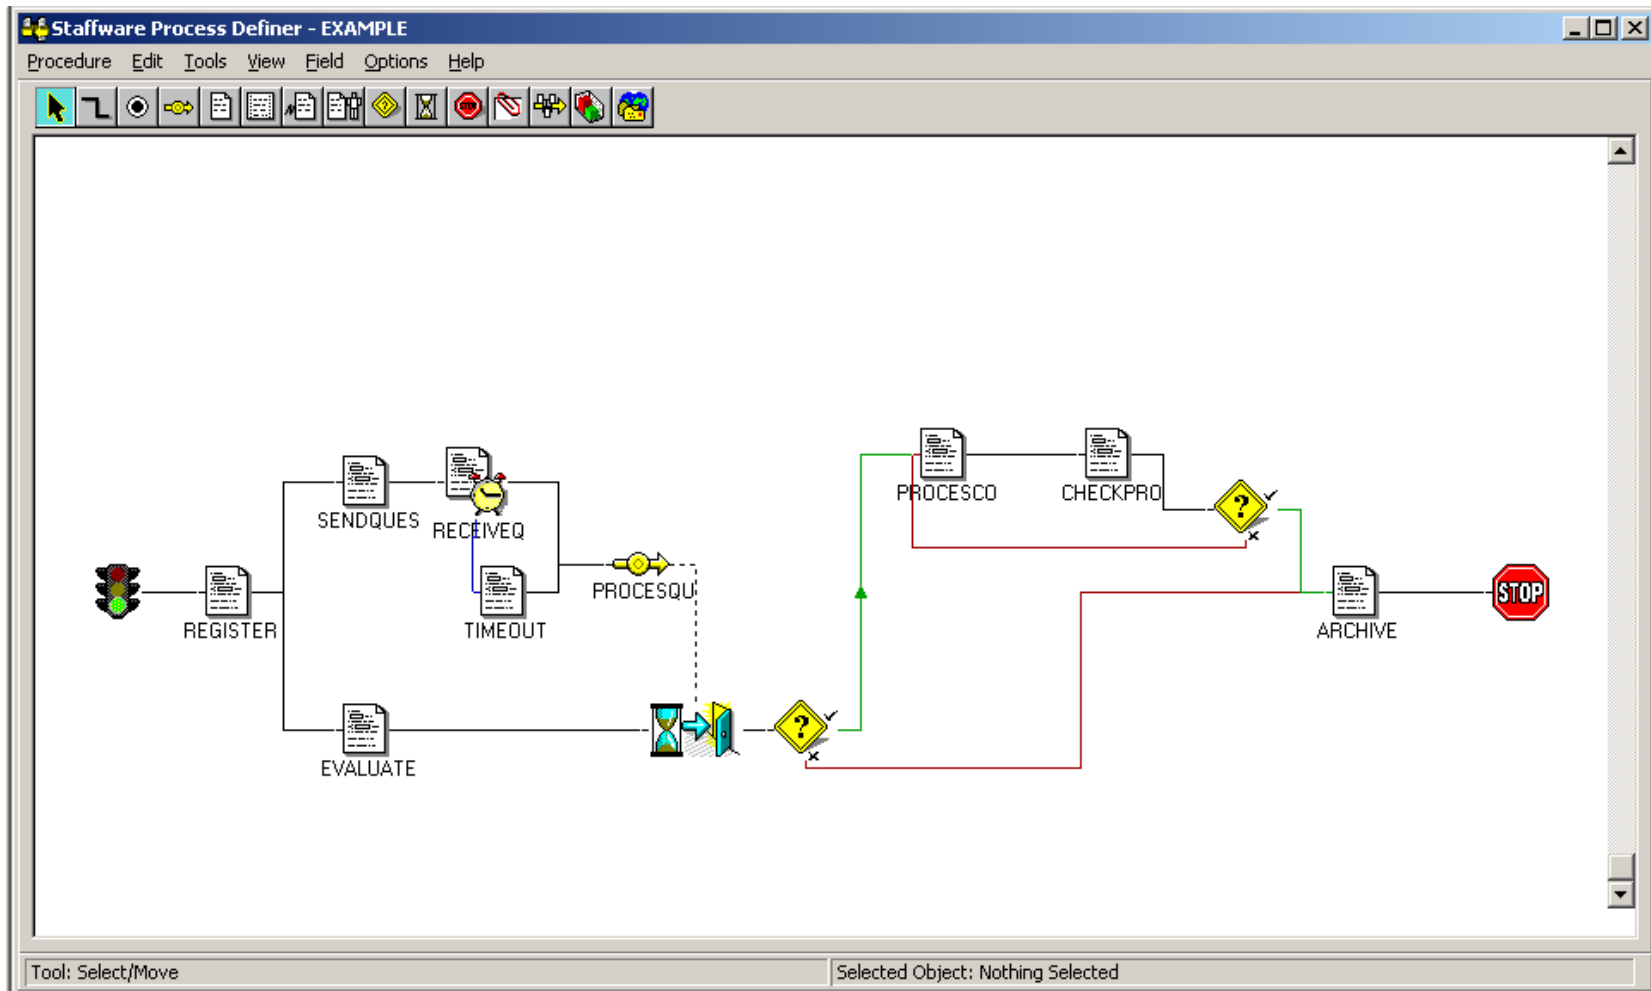 Staffware Process Definer - EXAMPLE
Procedure Edit Tools View Field Options Help
SENDQUES
RECEIVEQ
PROCESCO
CHECKPRO
REGISTER
TIMEOUT
PROCESQU
ARCHIVE
STOP
EVALUATE
Tool: Select/Move
Selected Object: Nothing Selected